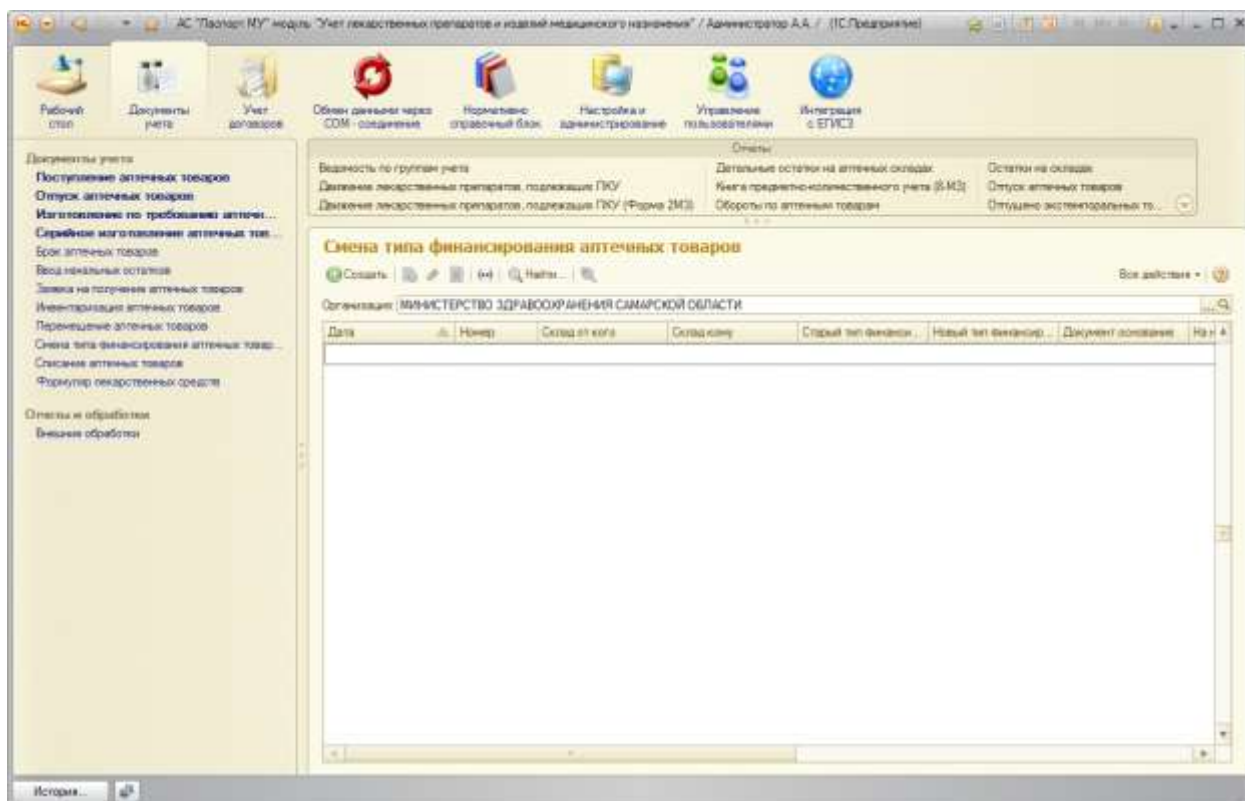 АС "Паспорт МУ" модуль "Учет лекарственных препаратов и изделий медицинского назначения" / Администратор А.А. / (1С:Предприятие)
Рабочий стол
Документы учета
Учет договоров
Обмен данными через COM - соединение
Нормативно справочный блок
Настройка и администрирование
Управление пользователями
Интеграция с ЕГИСЗ
Документы учета
Поступление аптечных товаров
Отпуск аптечных товаров
Изготовление по требованию аптечн...
Серийное изготовление аптечных тов...
Брак аптечных товаров
Ввод начальных остатков
Заявка на получение аптечных товаров
Инвентаризация аптечных товаров
Перемещение аптечных товаров
Смена типа финансирования аптечных товар...
Списание аптечных товаров
Формуляр лекарственных средств
Отчеты и обработки
Внешние обработки
Отчеты
Ведомость по группам учета
Движение лекарственных препаратов, подлежащих ПКУ
Движение лекарственных препаратов, подлежащих ПКУ (Форма 2МЗ)
Детальные остатки на аптечных складах
Книга предметно-количественного учета (8-МЗ)
Обороты по аптечным товарам
Остатки на складах
Отпуск аптечных товаров
Отпущено экстемпоральных то...
Смена типа финансирования аптечных товаров
Создать Найти... Все действия
Организация: МИНИСТЕРСТВО ЗДРАВООХРАНЕНИЯ САМАРСКОЙ ОБЛАСТИ ...
Дата Номер Склад от кого Склад кому Старый тип финанси... Новый тип финансир... Документ основание
История...